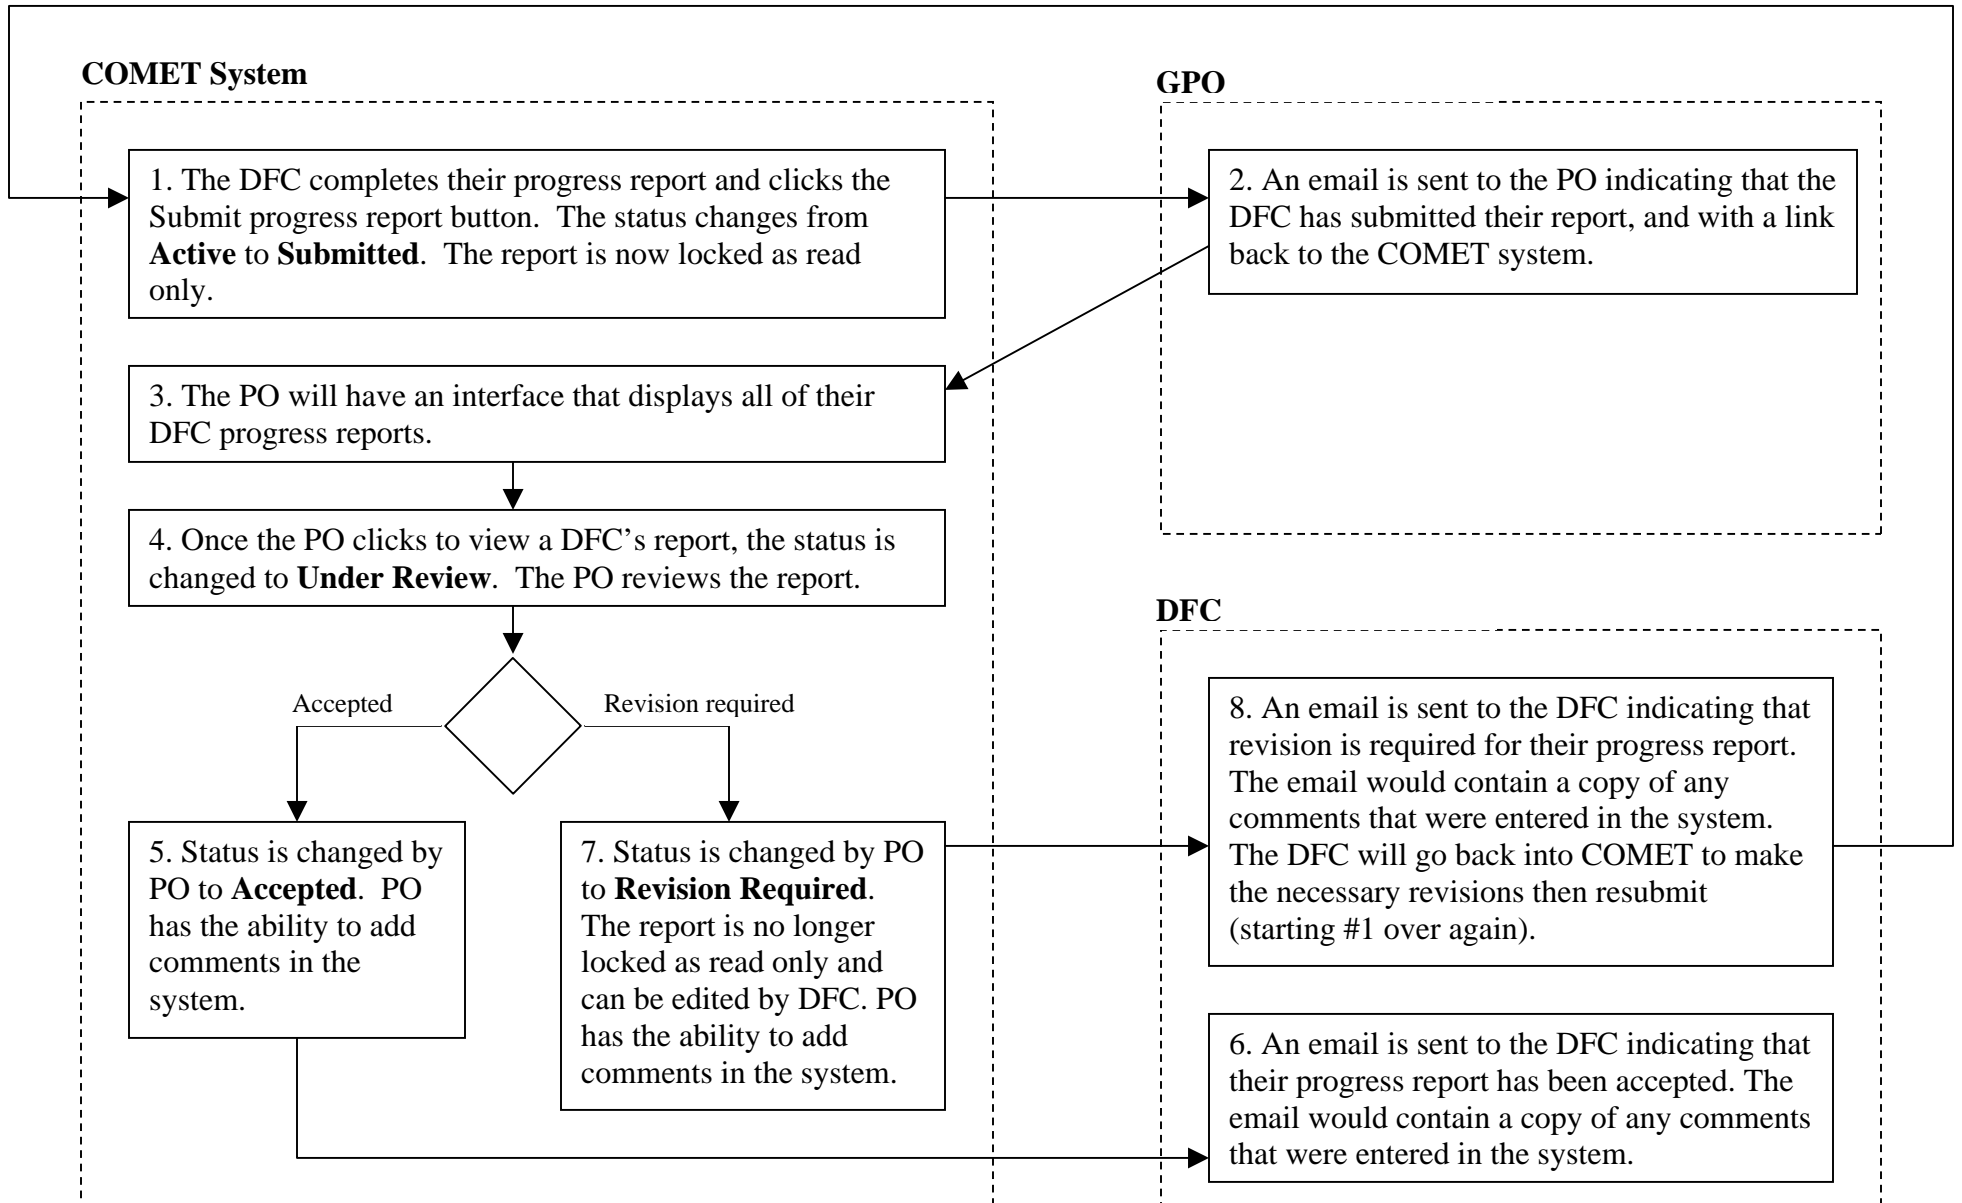 COMET System
GPO
1. The DFC completes their progress report and clicks the
Submit progress report button.  The status changes from
Active to Submitted.  The report is now locked as read
only.
2. An email is sent to the PO indicating that the
DFC has submitted their report, and with a link
back to the COMET system.
3. The PO will have an interface that displays all of their
DFC progress reports.
4. Once the PO clicks to view a DFC’s report, the status is
changed to Under Review.  The PO reviews the report.
Accepted
Revision required
5. Status is changed by
PO to Accepted.  PO
has the ability to add
comments in the
system.
7. Status is changed by PO
to Revision Required.
The report is no longer
locked as read only and
can be edited by DFC. PO
has the ability to add
comments in the system.
DFC
8. An email is sent to the DFC indicating that
revision is required for their progress report.
The email would contain a copy of any
comments that were entered in the system.
The DFC will go back into COMET to make
the necessary revisions then resubmit
(starting #1 over again).
6. An email is sent to the DFC indicating that
their progress report has been accepted. The
email would contain a copy of any comments
that were entered in the system.